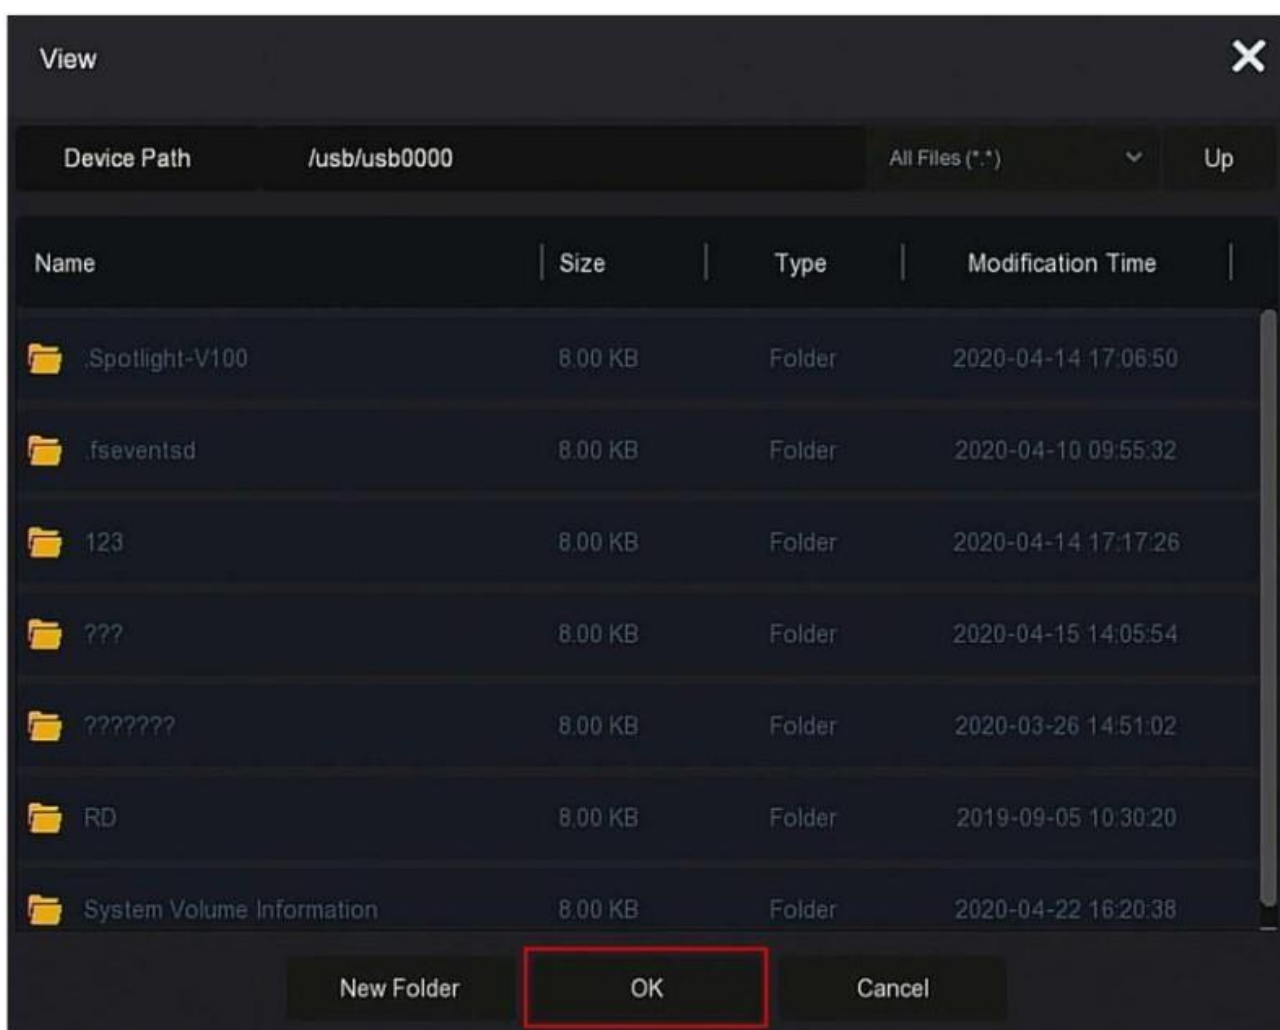 View
Device Path /usb/usb0000 All Files (*.*) Up
Name Size Type Modification Time
.Spotlight-V100 8.00 KB Folder 2020-04-14 17:06:50
.fseventsd 8.00 KB Folder 2020-04-10 09:55:32
123 8.00 KB Folder 2020-04-14 17:17:26
??? 8.00 KB Folder 2020-04-15 14:05:54
??????? 8.00 KB Folder 2020-03-26 14:51:02
RD 8.00 KB Folder 2019-09-05 10:30:20
System Volume Information 8.00 KB Folder 2020-04-22 16:20:38
New Folder OK Cancel